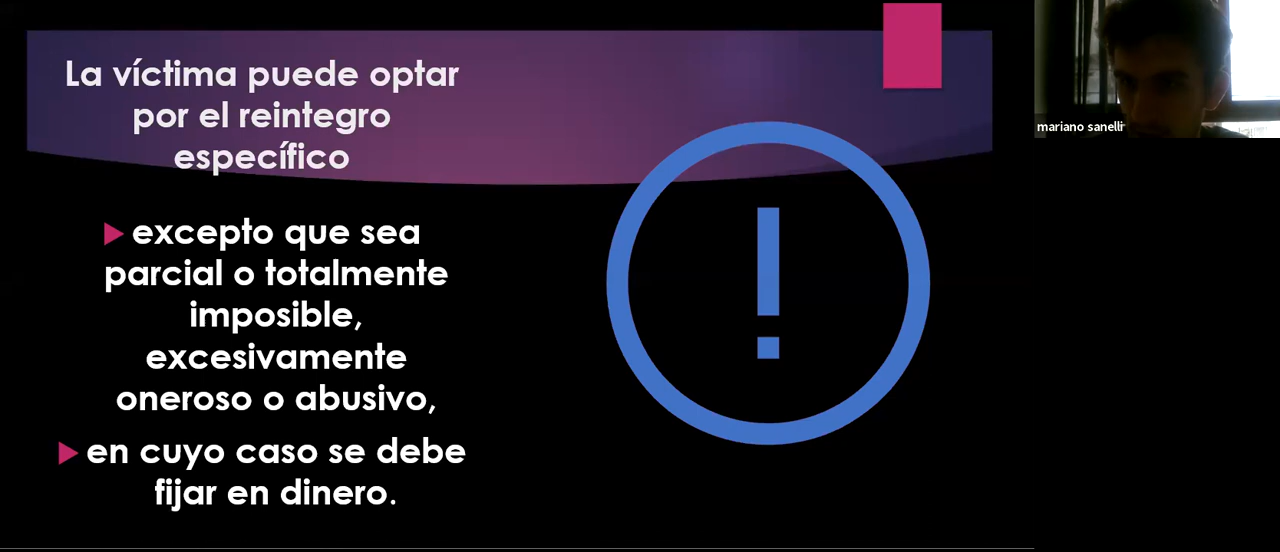 La víctima puede optar
por el reintegro
específico
excepto que sea
parcial o totalmente
imposible,
excesivamente
oneroso o abusivo,
en cuyo caso se debe
fijar en dinero.
!
mariano sanelli